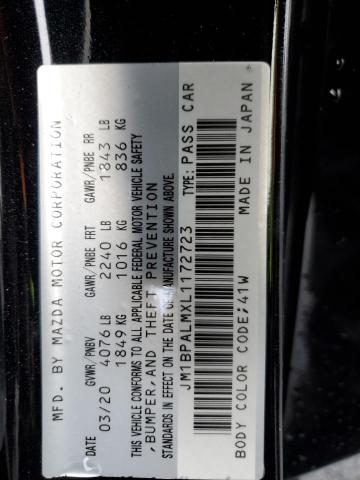 MFD. BY MAZDA MOTOR CORPORATION
DATE GVWR/PNBV GAWR/PNBE FRT GAWR/PNBE RR
03/20 4076 LB 2240 LB 1843 LB
1849 KG 1016 KG 836 KG
THIS VEHICLE CONFORMS TO ALL APPLICABLE FEDERAL MOTOR VEHICLE SAFETY
,BUMPER,AND THEFT PREVENTION
STANDARDS IN EFFECT ON THE DATE OF MANUFACTURE SHOWN ABOVE.
JM1BPALMXL1172723 TYPE: PASS CAR
BODY COLOR CODE;41W MADE IN JAPAN